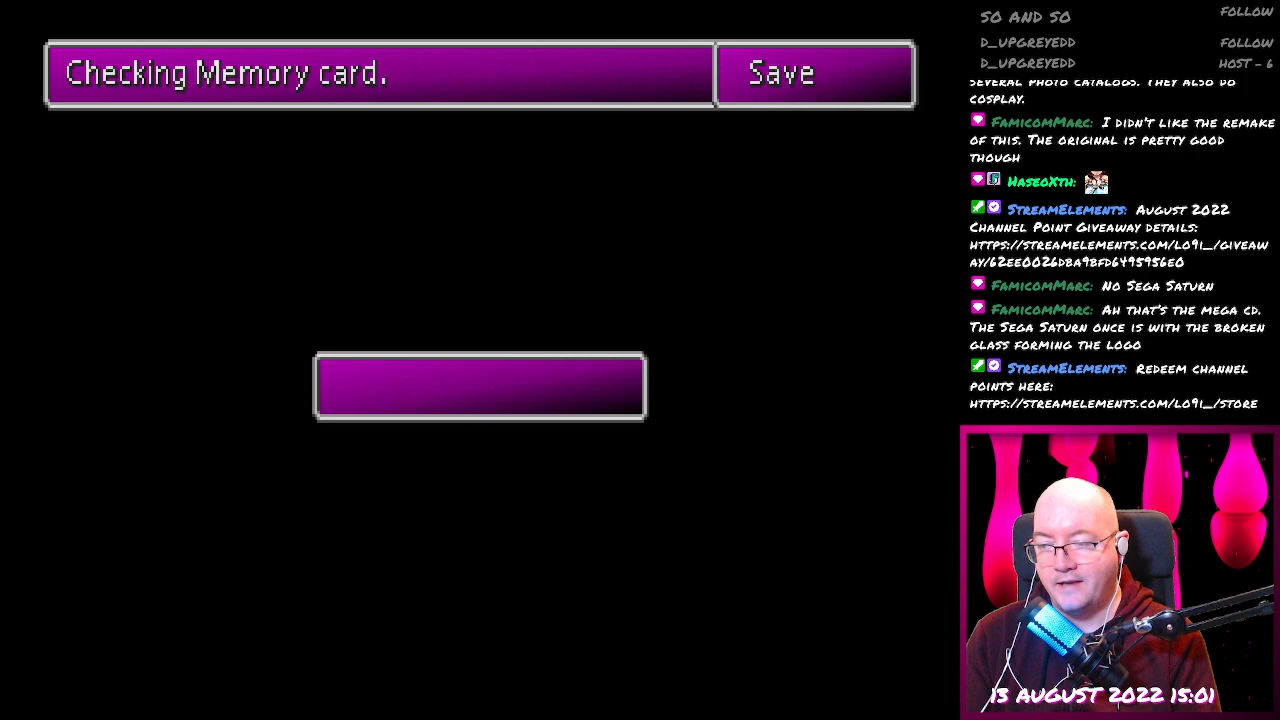 Checking Memory card.
Save
SO AND SO FOLLOW
D_UPGREYEDD FOLLOW
D_UPGREYEDD HOST - 6
SEVERAL PHOTO CATALOGS. THEY ALSO DO
COSPLAY.
FAMICOMMARC: I DIDN'T LIKE THE REMAKE
OF THIS. THE ORIGINAL IS PRETTY GOOD
THOUGH
HASEOXTH:
STREAMELEMENTS: AUGUST 2022
CHANNEL POINT GIVEAWAY DETAILS:
HTTPS://STREAMELEMENTS.COM/LO9I_/GIVEAW
AY/62EE0026DBA9BFD6495956E0
FAMICOMMARC: NO SEGA SATURN
FAMICOMMARC: AH THAT'S THE MEGA CD.
THE SEGA SATURN ONCE IS WITH THE BROKEN
GLASS FORMING THE LOGO
STREAMELEMENTS: REDEEM CHANNEL
POINTS HERE:
HTTPS://STREAMELEMENTS.COM/LO9I_/STORE
13 AUGUST 2022 15:01